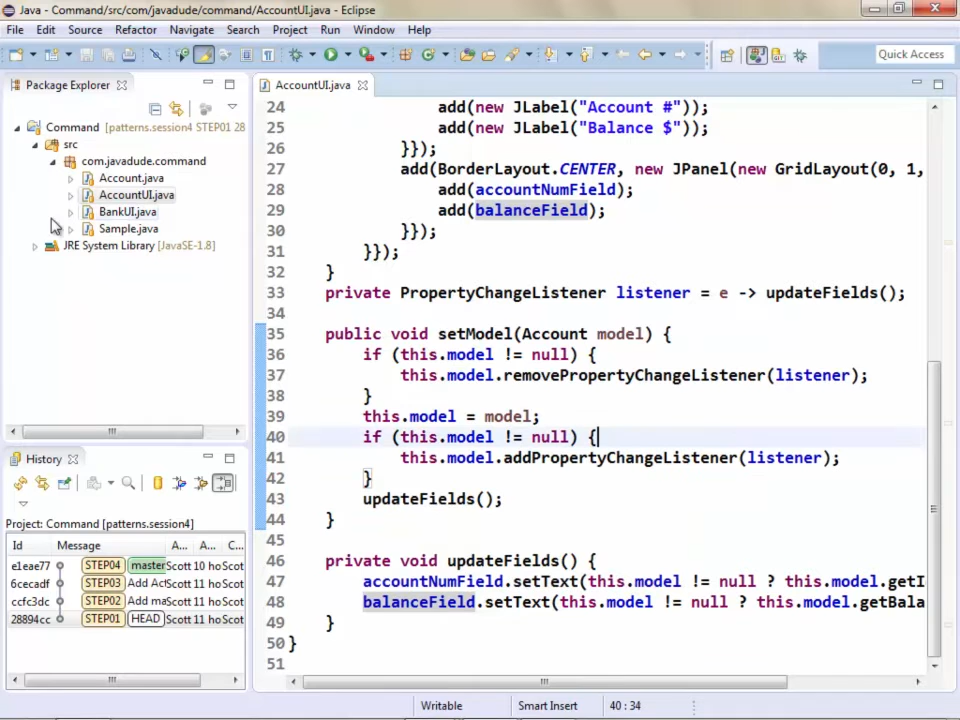 Java - Command/src/com/javadude/command/AccountUI.java - Eclipse
File Edit Source Refactor Navigate Search Project Run Window Help
Quick Access
Package Explorer
Command [patterns.session4 STEP01 28
src
com.javadude.command
Account.java
AccountUI.java
BankUI.java
Sample.java
JRE System Library [JavaSE-1.8]
History
Project: Command [patterns.session4]
Id Message A... A... C...
e1eae77 STEP04 master Scott 10 ho Scot
6cecadf STEP03 Add Act Scott 11 ho Scot
ccfc3dc STEP02 Add ma Scott 11 ho Scot
28894cc STEP01 HEAD Scott 11 ho Scot
AccountUI.java
24 add(new JLabel("Account #"));
25 add(new JLabel("Balance $"));
26 }});
27 add(BorderLayout.CENTER, new JPanel(new GridLayout(0, 1,
28 add(accountNumField);
29 add(balanceField);
30 }});
31 }});
32 }
33 private PropertyChangeListener listener = e -> updateFields();
34
35 public void setModel(Account model) {
36 if (this.model != null) {
37 this.model.removePropertyChangeListener(listener);
38 }
39 this.model = model;
40 if (this.model != null) {
41 this.model.addPropertyChangeListener(listener);
42 }
43 updateFields();
44 }
45
46 private void updateFields() {
47 accountNumField.setText(this.model != null ? this.model.getI
48 balanceField.setText(this.model != null ? this.model.getBala
49 }
50 }
51
Writable Smart Insert 40 : 34